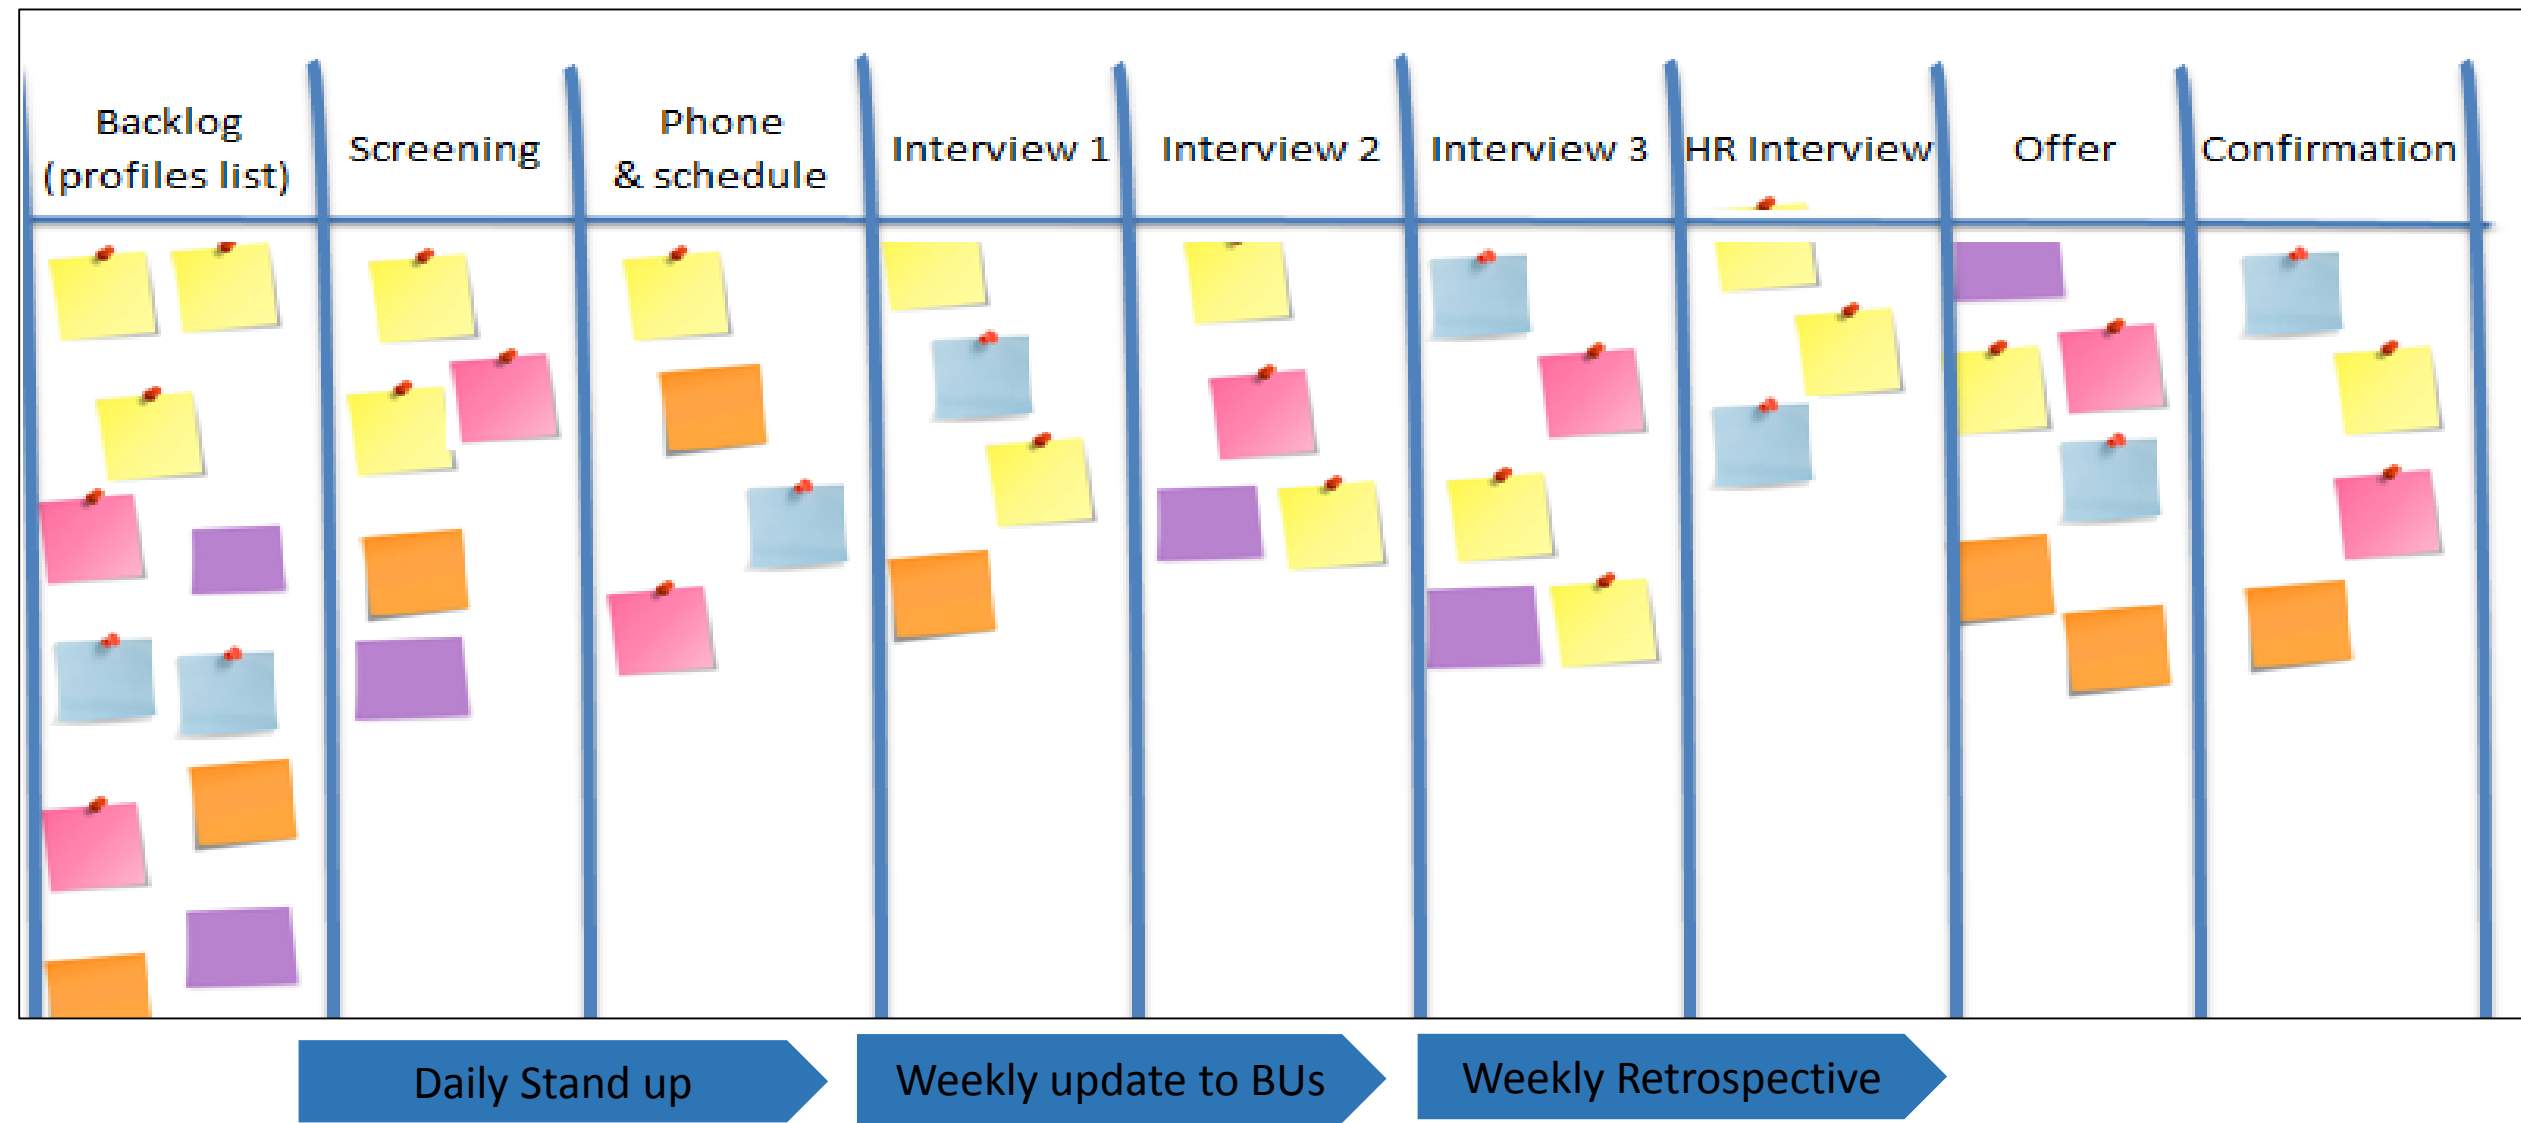 Backlog
(profiles list)
Screening
Phone
& schedule
Interview 1
Interview 2
Interview 3
HR Interview
Offer
Confirmation
Daily Stand up
Weekly update to BUs
Weekly Retrospective